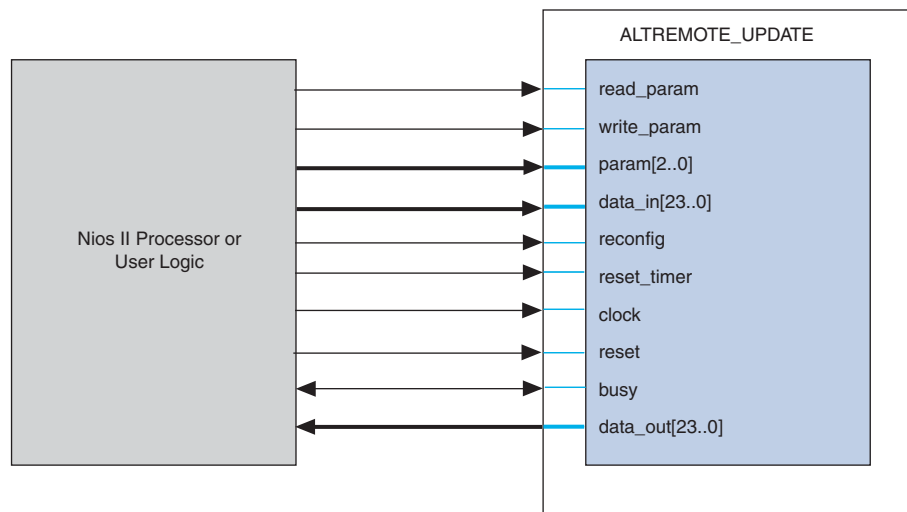 ALTREMOTE_UPDATE
Nios II Processor or
User Logic
read_param
write_param
param[2..0]
data_in[23..0]
reconfig
reset_timer
clock
reset
busy
data_out[23..0]